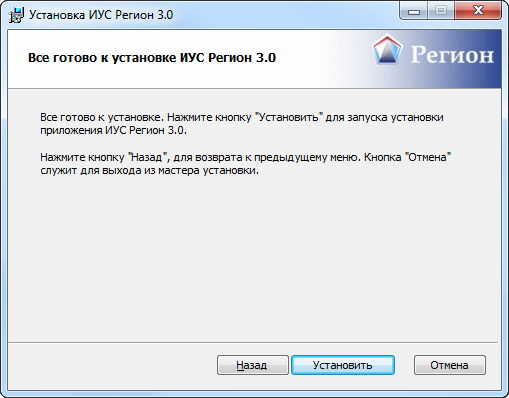 Установка ИУС Регион 3.0
Все готово к установке ИУС Регион 3.0
Регион
Все готово к установке. Нажмите кнопку "Установить" для запуска установки
приложения ИУС Регион 3.0.
Нажмите кнопку "Назад", для возврата к предыдущему меню. Кнопка "Отмена"
служит для выхода из мастера установки.
Назад
Установить
Отмена